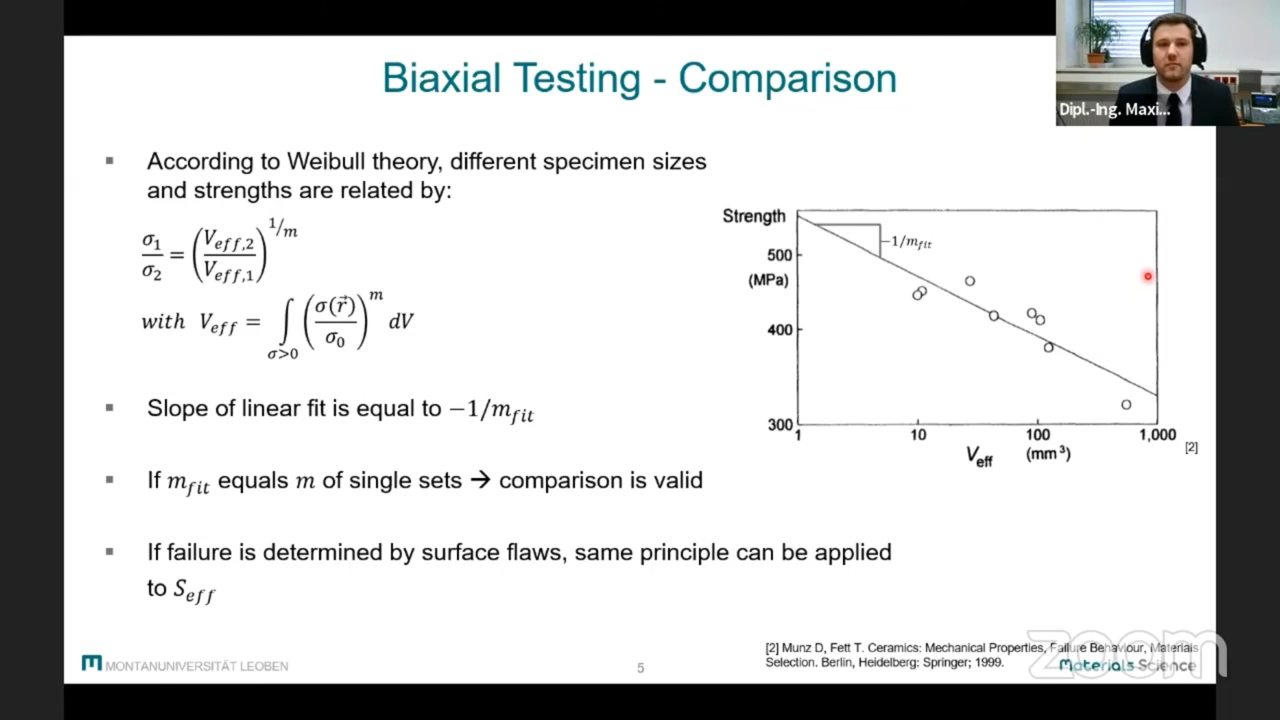 Biaxial Testing - Comparison
Dipl.-Ing. Maxi...
▪ According to Weibull theory, different specimen sizes
and strengths are related by:
σ₁/σ₂ = (V_eff,2/V_eff,1)^1/m
with V_eff = ∫_σ>0 (σ(r⃗)/σ₀)^m dV
▪ Slope of linear fit is equal to −1/m_fit
▪ If m_fit equals m of single sets → comparison is valid
▪ If failure is determined by surface flaws, same principle can be applied
to S_eff
Strength
−1/m_fit
500
(MPa)
400
300
1 10 100 1,000
V_eff (mm³)
[2]
MONTANUNIVERSITÄT LEOBEN
5
[2] Munz D, Fett T. Ceramics: Mechanical Properties, Failure Behaviour, Materials
Selection. Berlin, Heidelberg: Springer; 1999.
Materials Science
zoom